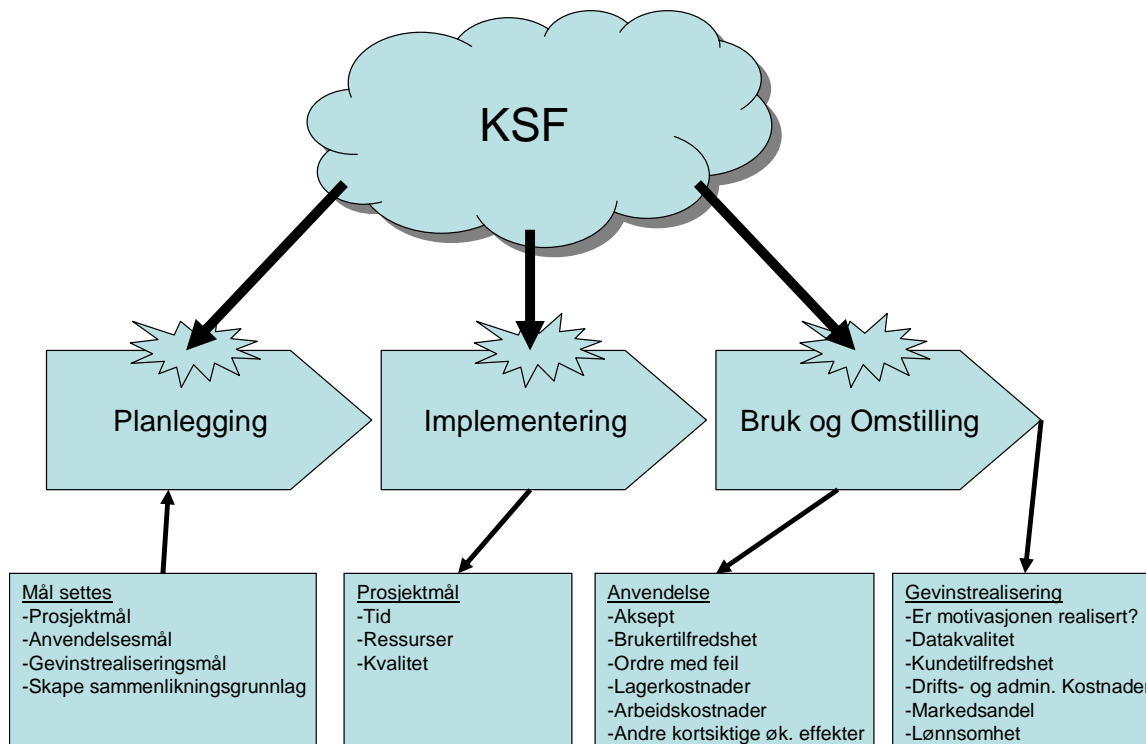 KSF
Planlegging
Implementering
Bruk og Omstilling
Mål settes
-Prosjektmål
-Anvendelsesmål
-Gevinstrealiseringsmål
-Skape sammenlikningsgrunnlag
Prosjektmål
-Tid
-Ressurser
-Kvalitet
Anvendelse
-Aksept
-Brukertilfredshet
-Ordre med feil
-Lagerkostnader
-Arbeidskostnader
-Andre kortsiktige øk. effekter
Gevinstrealisering
-Er motivasjonen realisert?
-Datakvalitet
-Kundetilfredshet
-Drifts- og admin. Kostnader
-Markedsandel
-Lønnsomhet